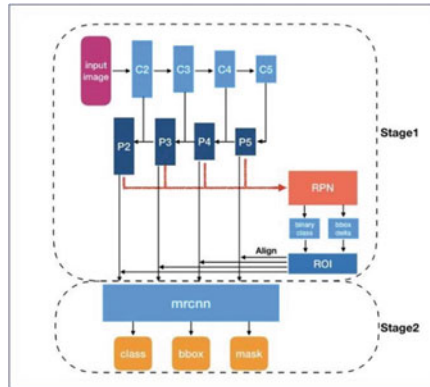 input
image
C2
C3
C4
C5
P2
P3
P4
P5
Stage1
RPN
binary
class
bbox
delta
Align
ROI
mrcnn
Stage2
class
bbox
mask